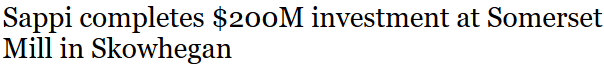 Sappi completes $200M investment at Somerset
Mill in Skowhegan